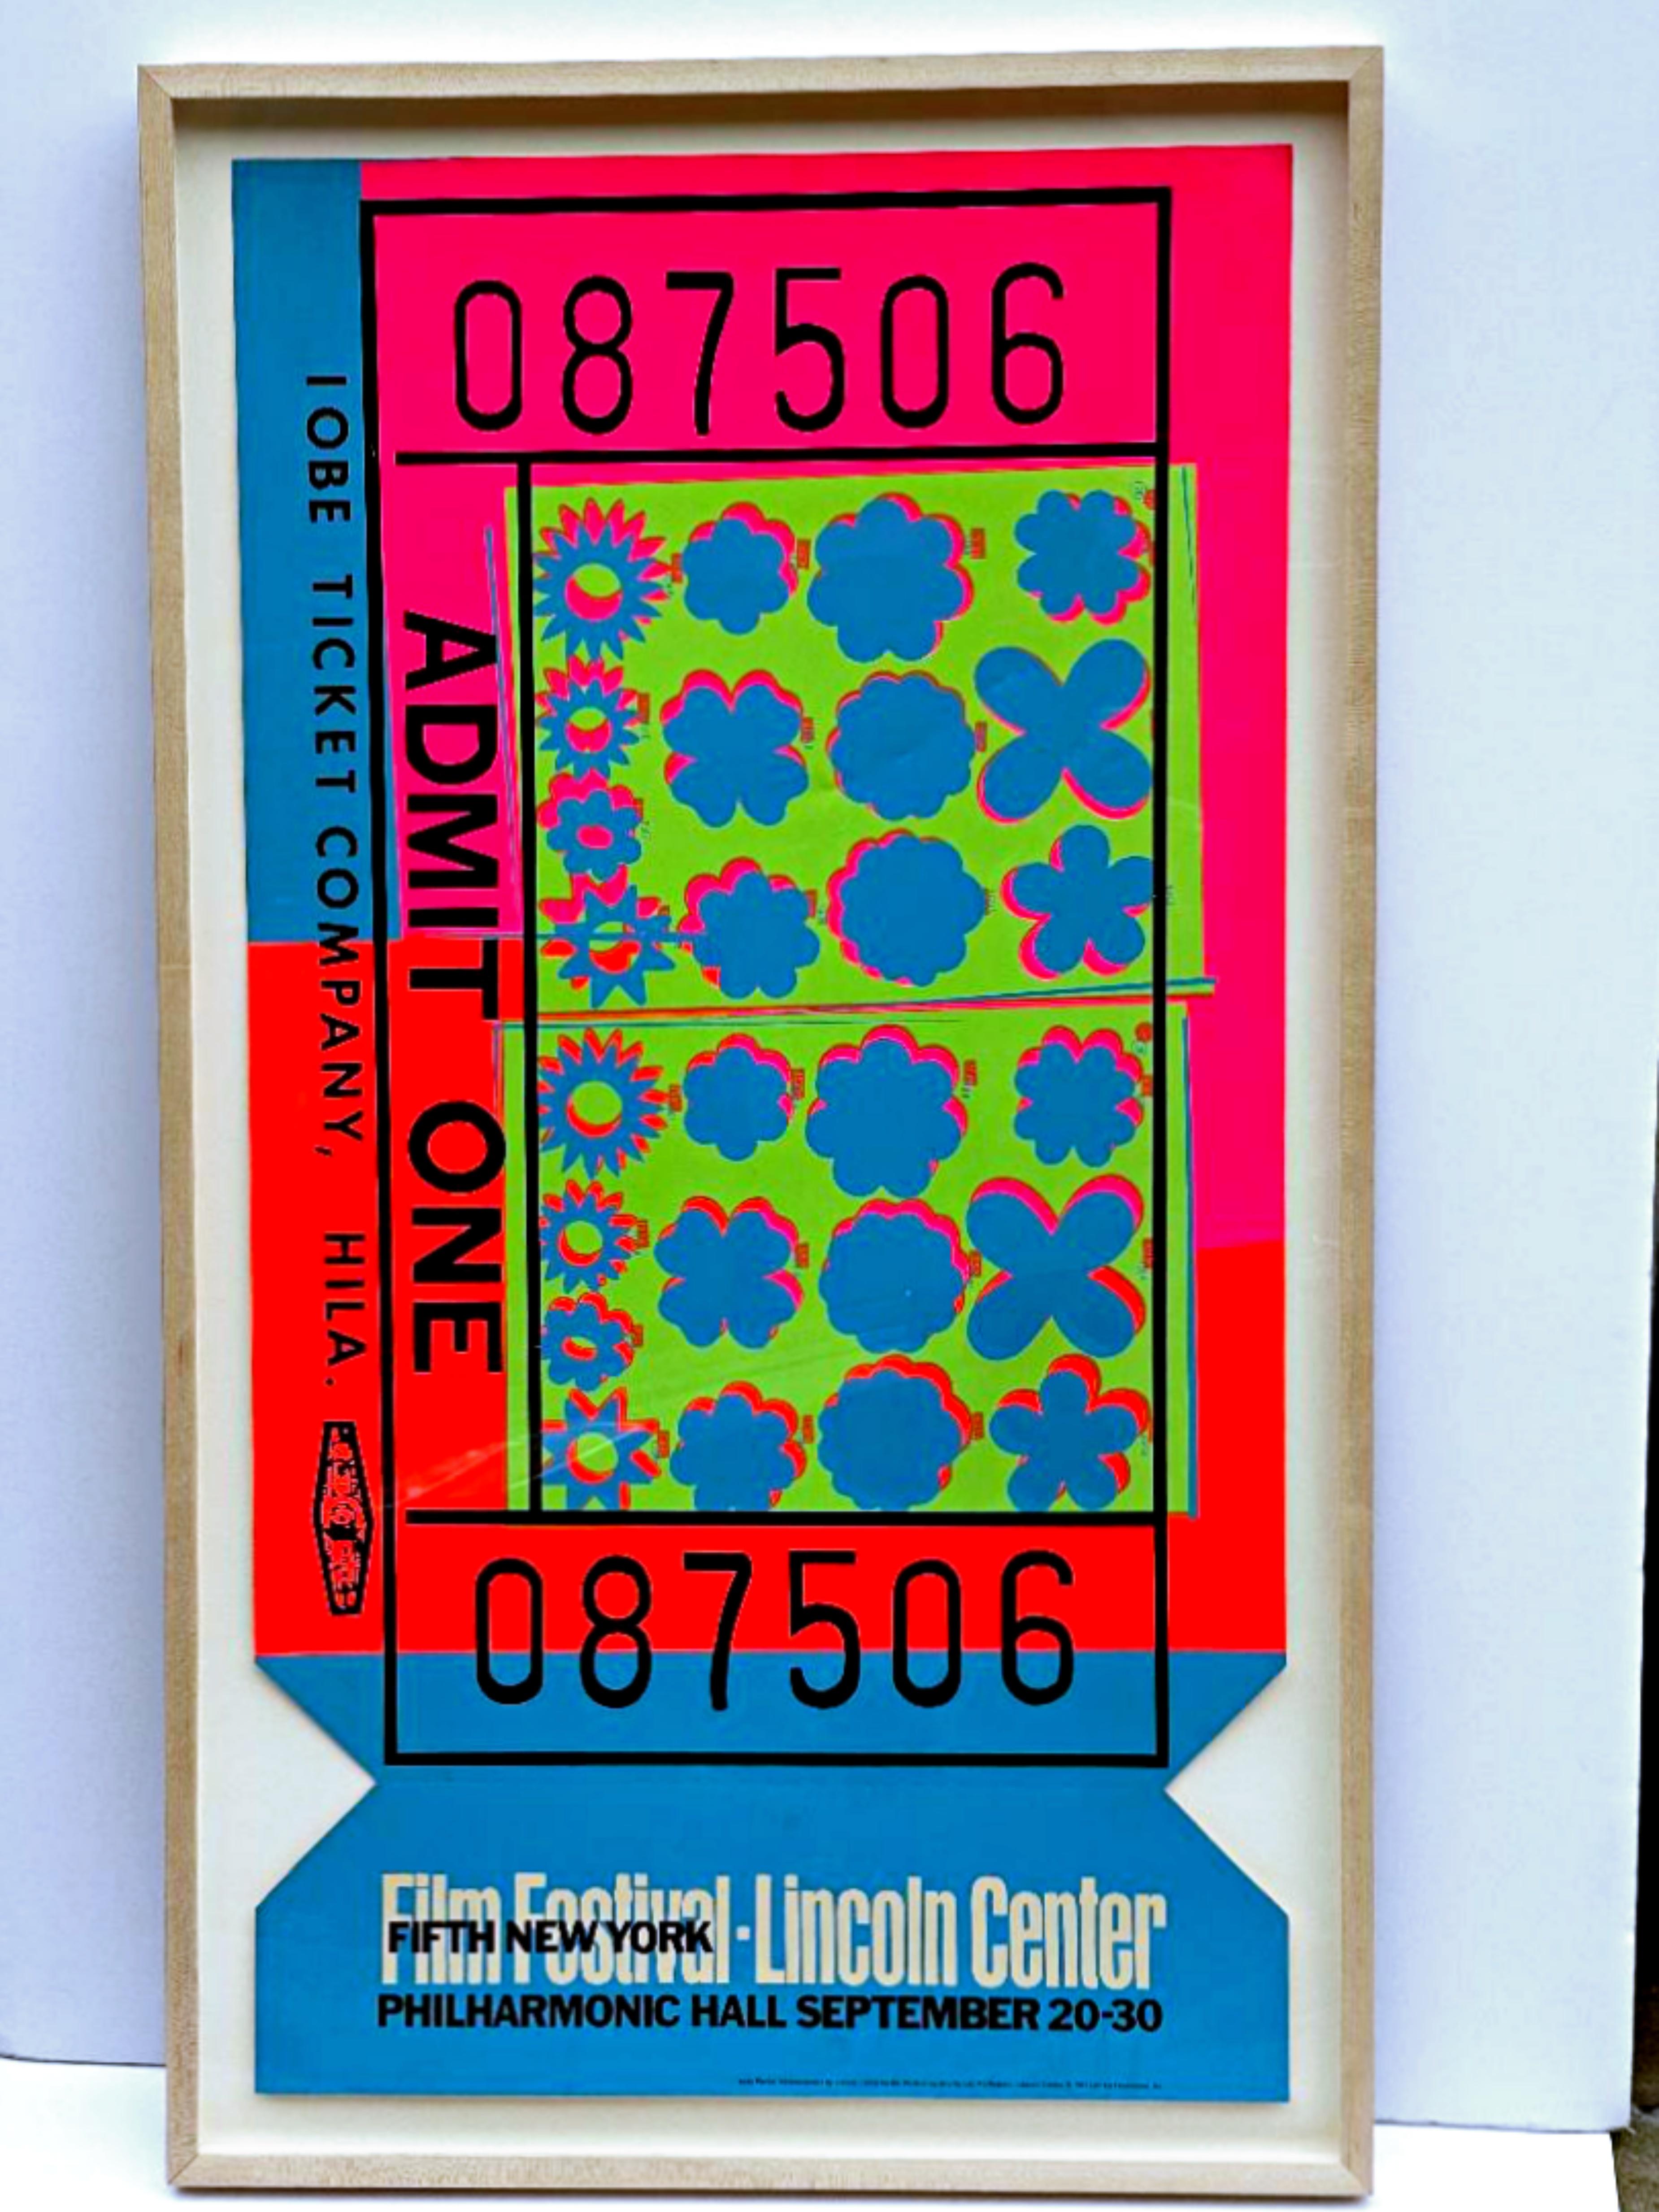 087506
IOBE TICKET COMPANY, HILA.
ADMIT ONE
087506
Film Festival · Lincoln Center
FIFTH NEW YORK
PHILHARMONIC HALL SEPTEMBER 20-30